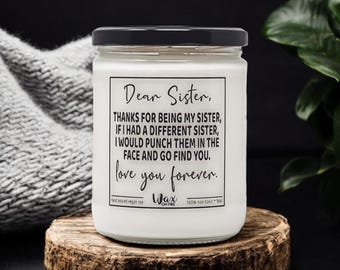 Dear Sister,
THANKS FOR BEING MY SISTER,
IF I HAD A DIFFERENT SISTER,
I WOULD PUNCH THEM IN THE
FACE AND GO FIND YOU.
love you forever.
Wax